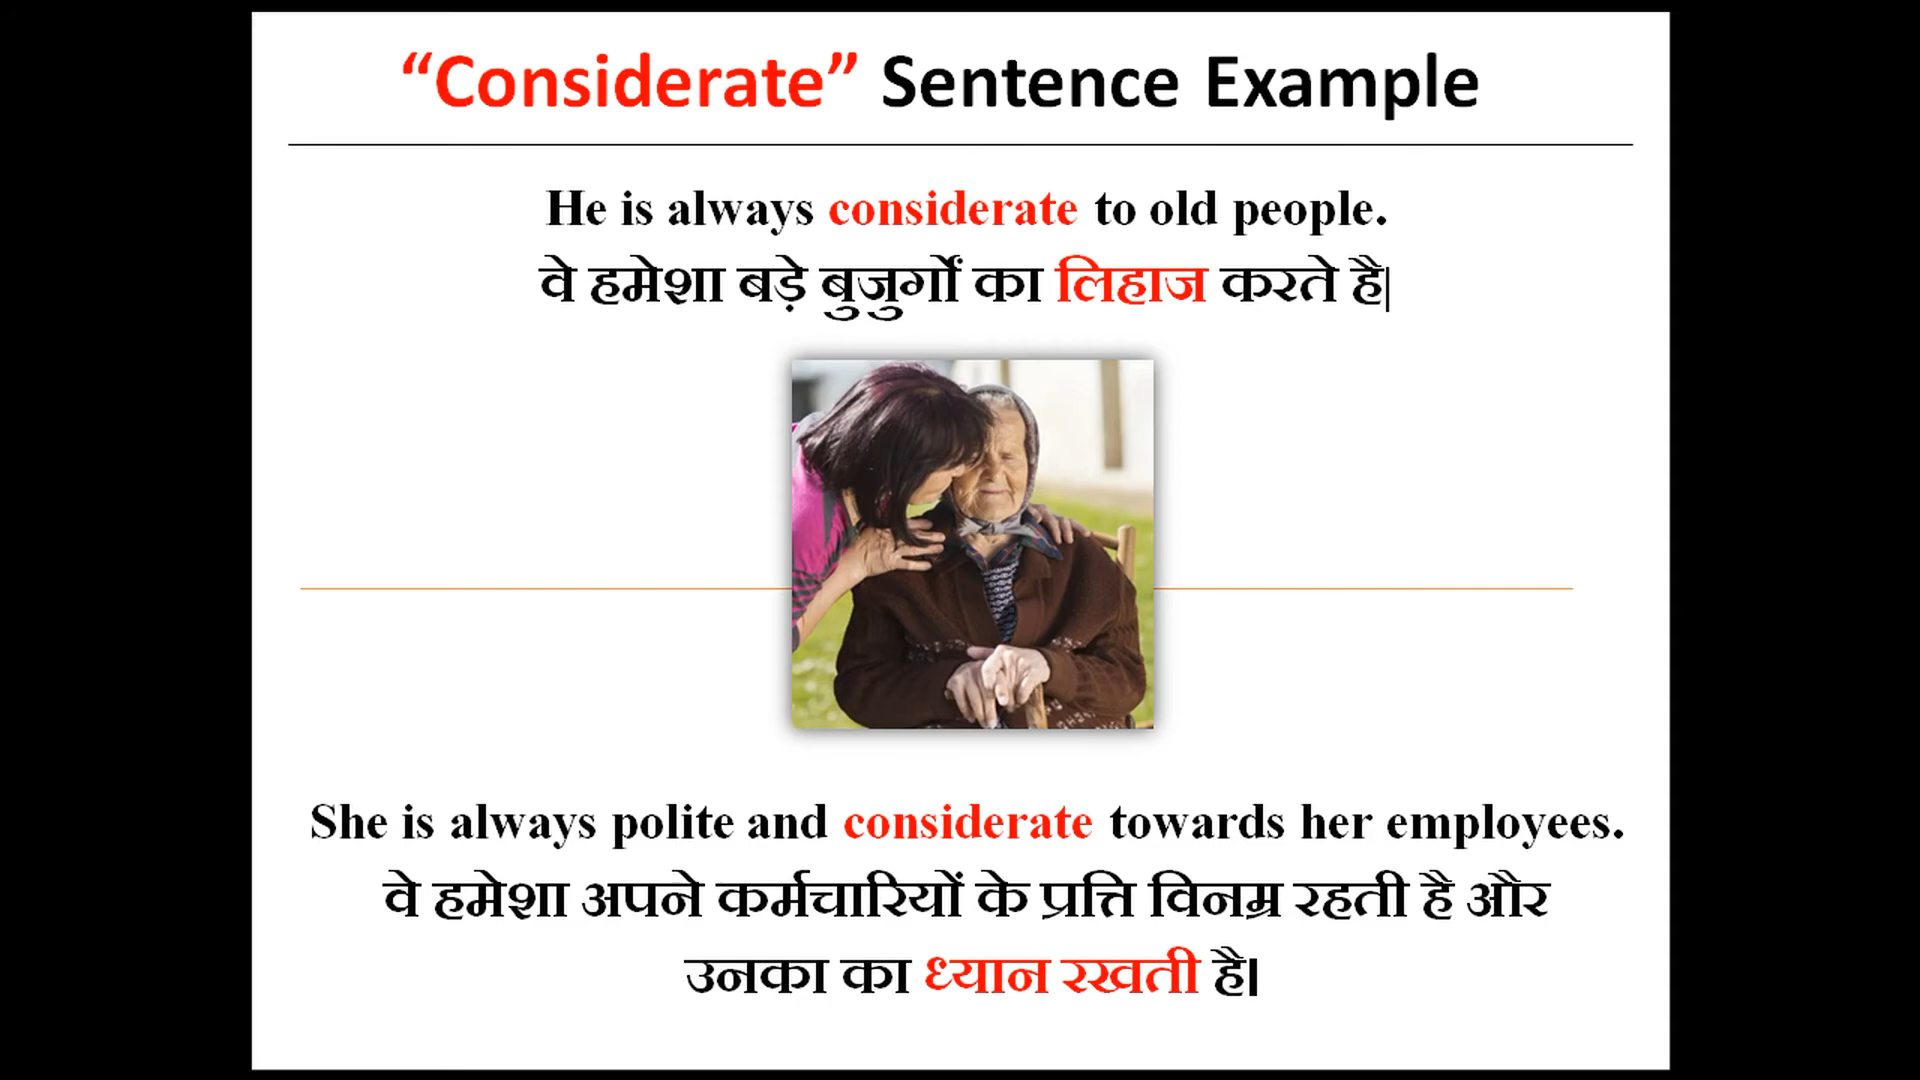 “Considerate” Sentence Example
He is always considerate to old people.
वे हमेशा बड़े बुजुर्गों का लिहाज करते है|
She is always polite and considerate towards her employees.
वे हमेशा अपने कर्मचारियों के प्रत्ति विनम्र रहती है और
उनका का ध्यान रखती है।